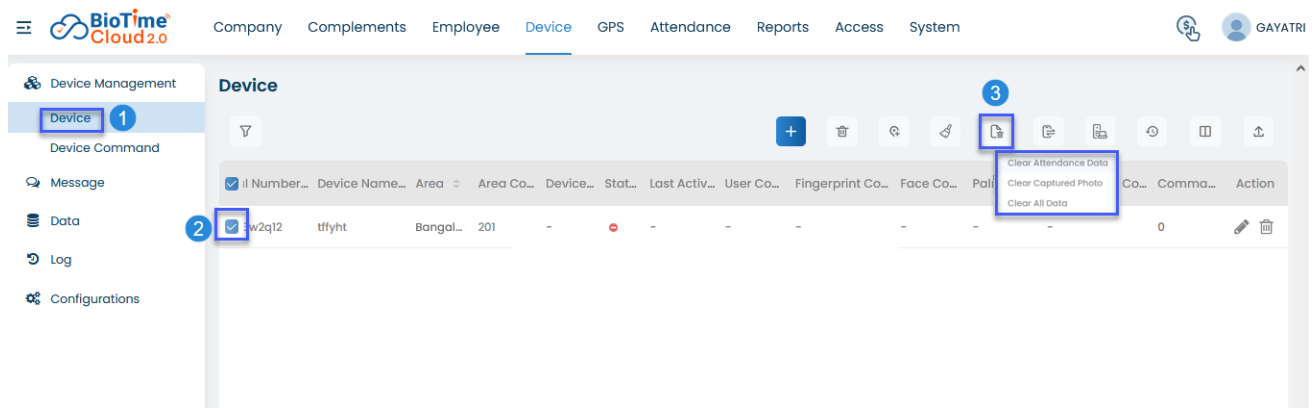 BioTime Cloud 2.0
Company Complements Employee Device GPS Attendance Reports Access System GAYATRI
Device Management
Device 1
Device Command
Message
Data
Log
Configurations
Device
3
Clear Attendance Data
Clear Captured Photo
Clear All Data
l Number... Device Name... Area Area Co... Device... Stat... Last Activ... User Co... Fingerprint Co... Face Co... Co... Comma... Action
2 w2q12 tffyht Bangal... 201 - - - - - - - 0